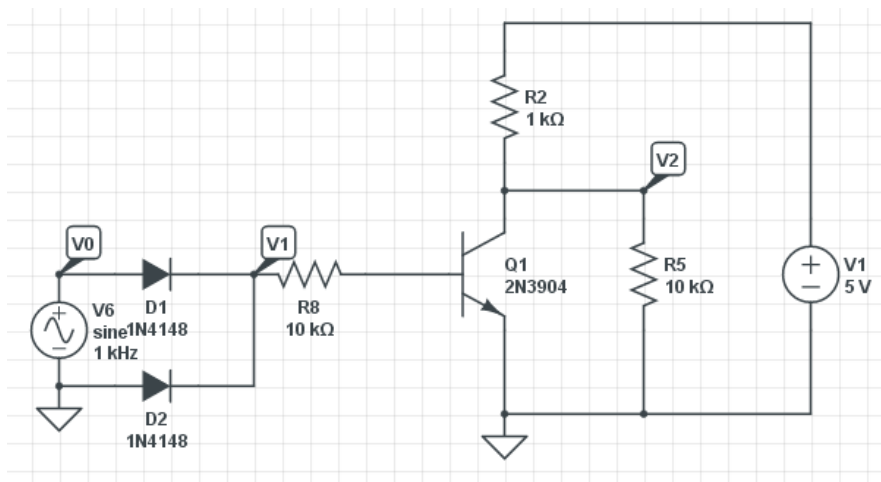 R2
1 kΩ
V2
V0
V1
Q1
2N3904
R5
10 kΩ
+
−
V1
5 V
V6
+
sine
−
1 kHz
D1
1N4148
R8
10 kΩ
D2
1N4148